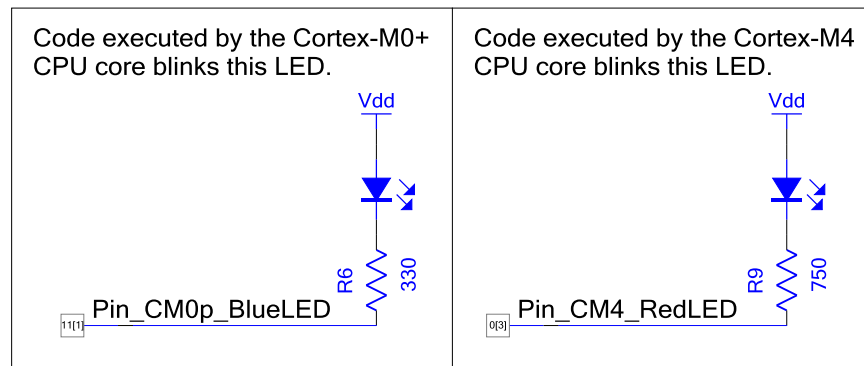 Code executed by the Cortex-M0+
CPU core blinks this LED.
Vdd
R6
330
Pin_CM0p_BlueLED
11[1]
Code executed by the Cortex-M4
CPU core blinks this LED.
Vdd
R9
750
Pin_CM4_RedLED
0[3]